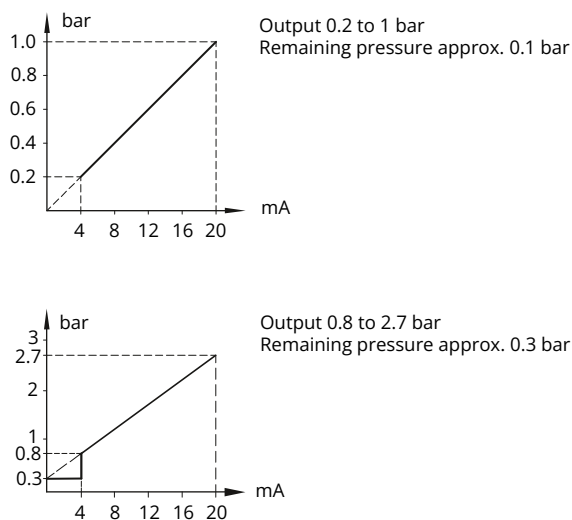 bar
Output 0.2 to 1 bar
Remaining pressure approx. 0.1 bar
1.0
0.8
0.6
0.4
0.2
mA
4 8 12 16 20
bar
Output 0.8 to 2.7 bar
Remaining pressure approx. 0.3 bar
3
2.7
2
1
0.8
0.3
mA
4 8 12 16 20